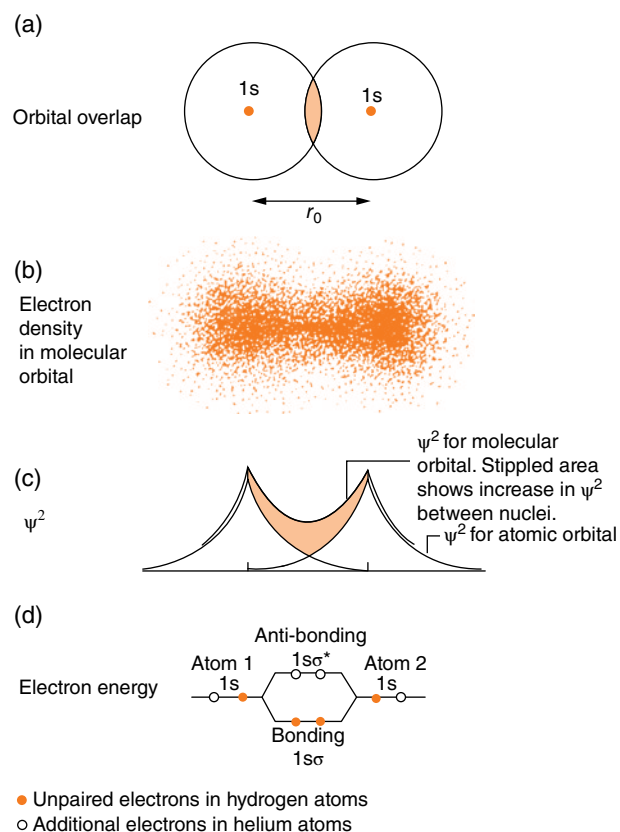 (a)
1s 1s
Orbital overlap
r₀
(b)
Electron
density
in molecular
orbital
(c)
ψ² for molecular
orbital. Stippled area
shows increase in ψ²
between nuclei.
ψ²
ψ² for atomic orbital
(d)
Anti-bonding
Atom 1 1sσ* Atom 2
1s 1s
Electron energy
Bonding
1sσ
Unpaired electrons in hydrogen atoms
Additional electrons in helium atoms